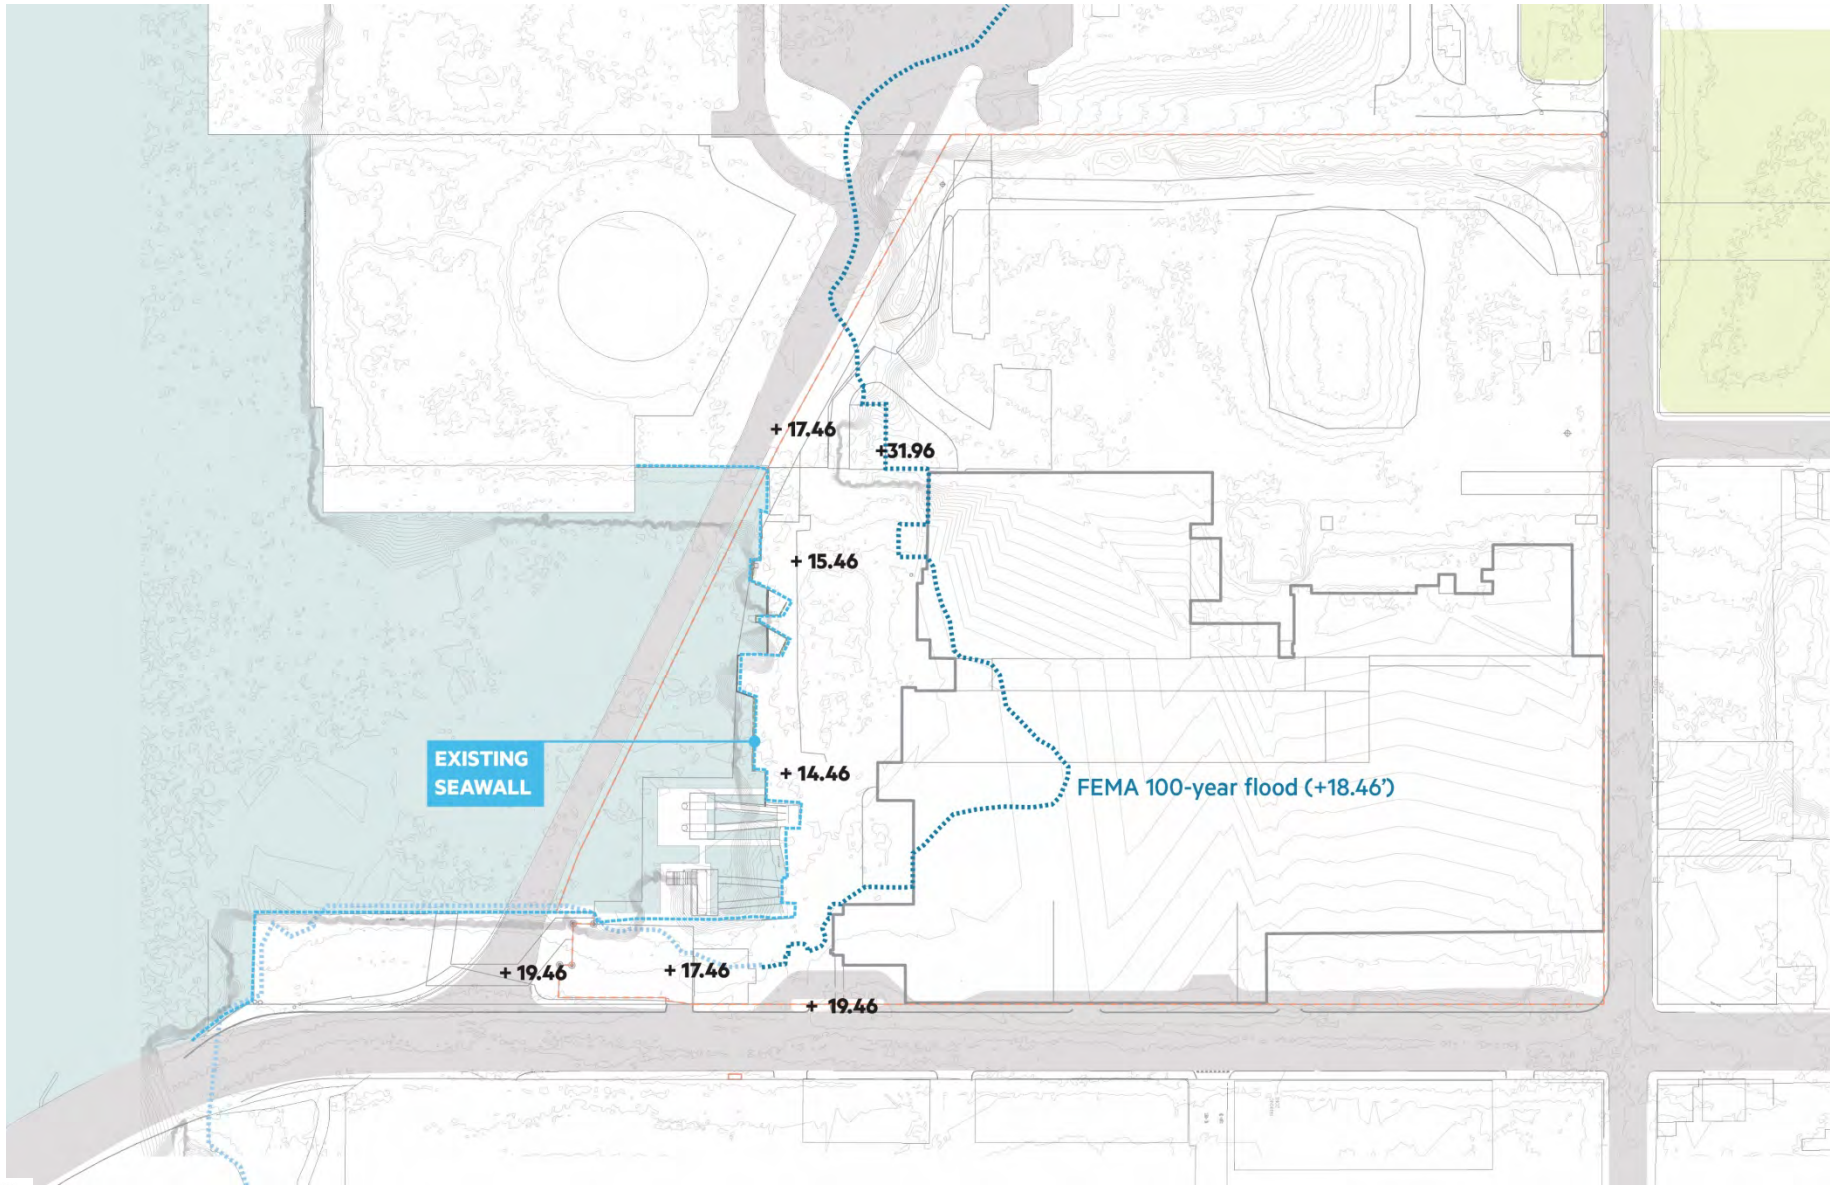 + 17.46
+31.96
+ 15.46
EXISTING
SEAWALL
+ 14.46
FEMA 100-year flood (+18.46’)
+ 19.46
+ 17.46
+ 19.46